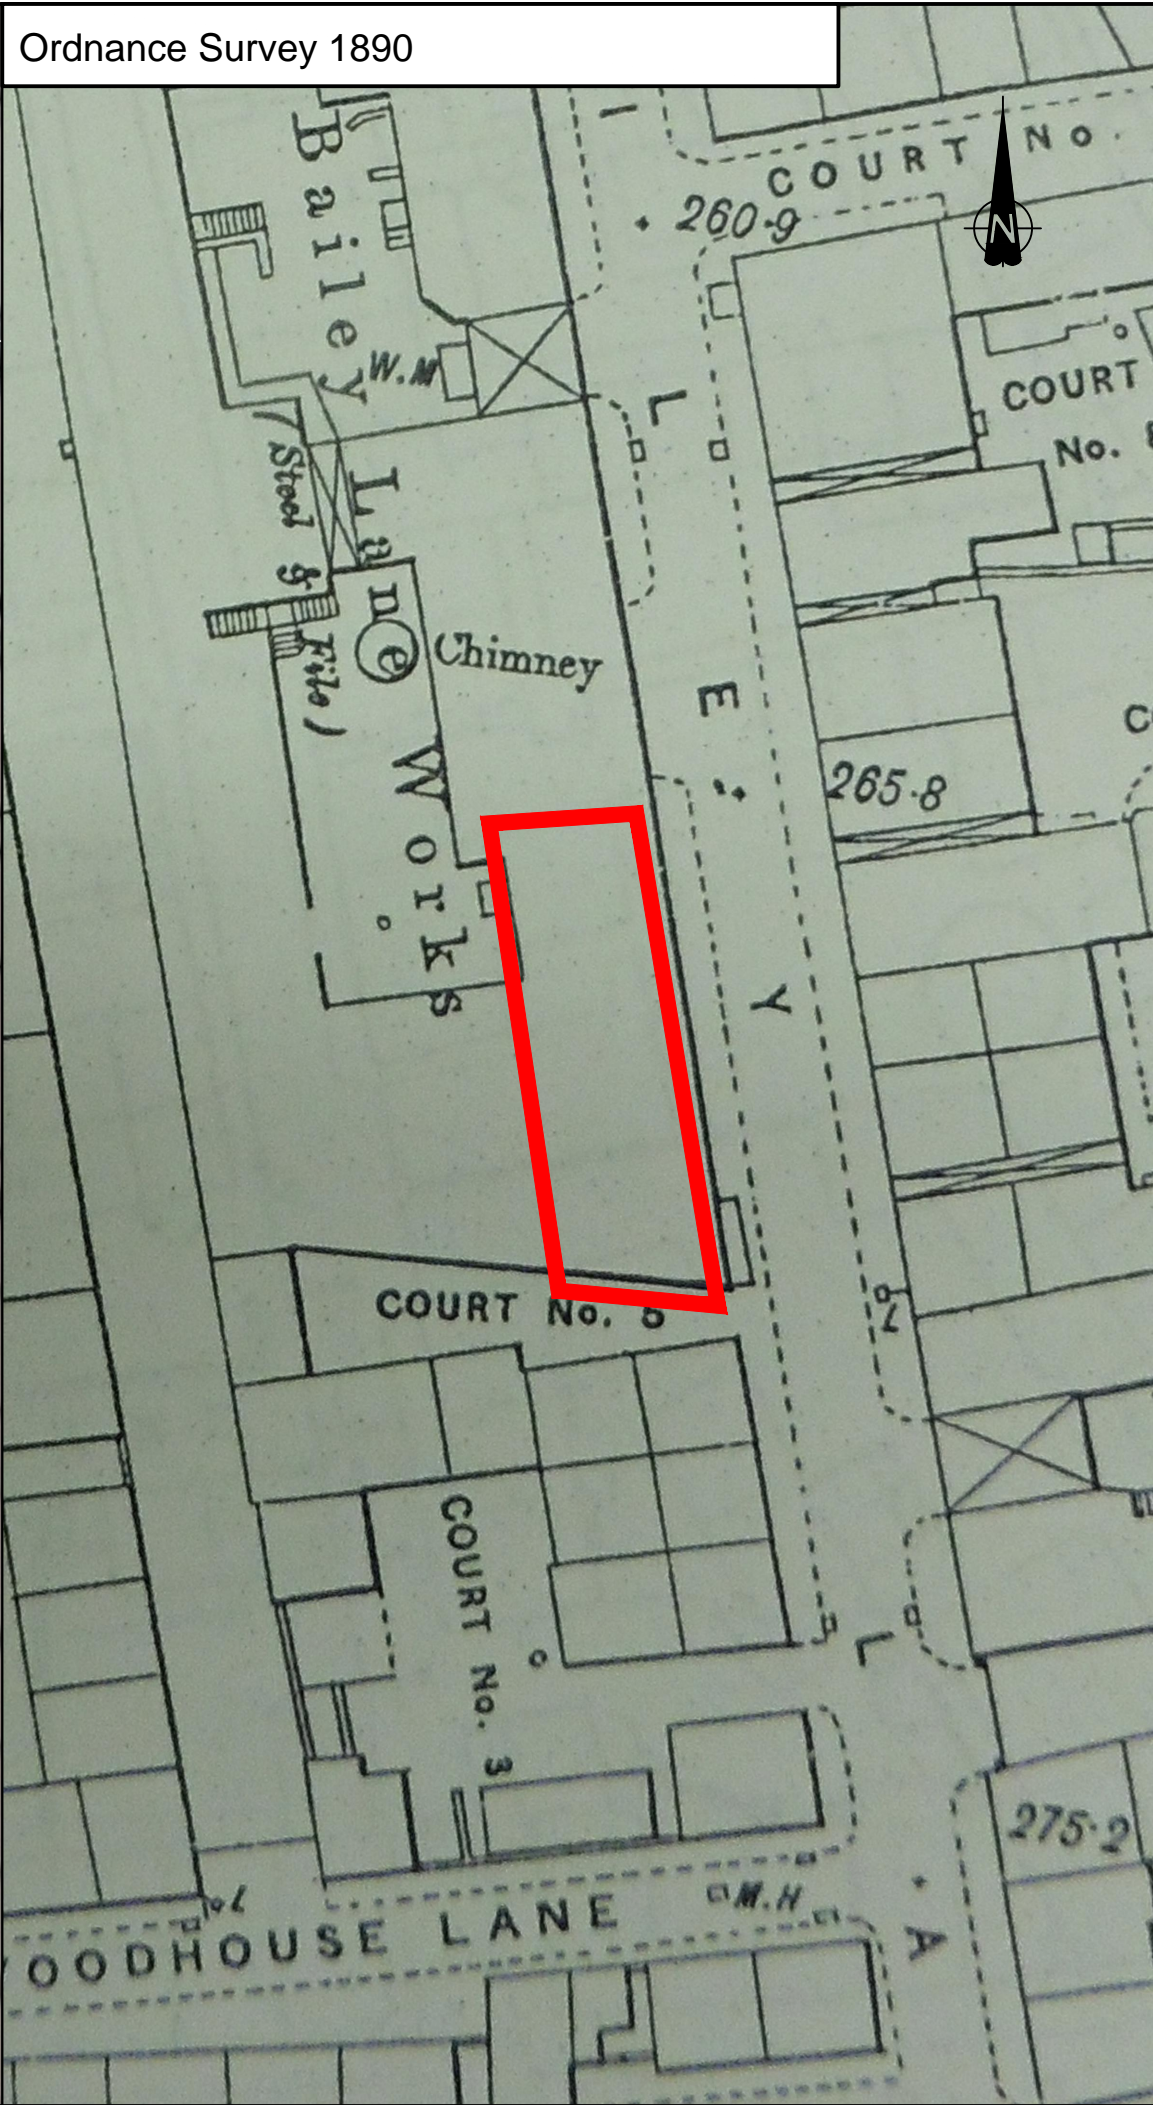 Ordnance Survey 1890
COURT No.
N
260·9
Bailey Lane Works
W.M
(Steel & File)
COURT
No.
Chimney
265·8
I L E Y L A
COURT No. 5
COURT No. 3
275·2
M.H
OODHOUSE LANE